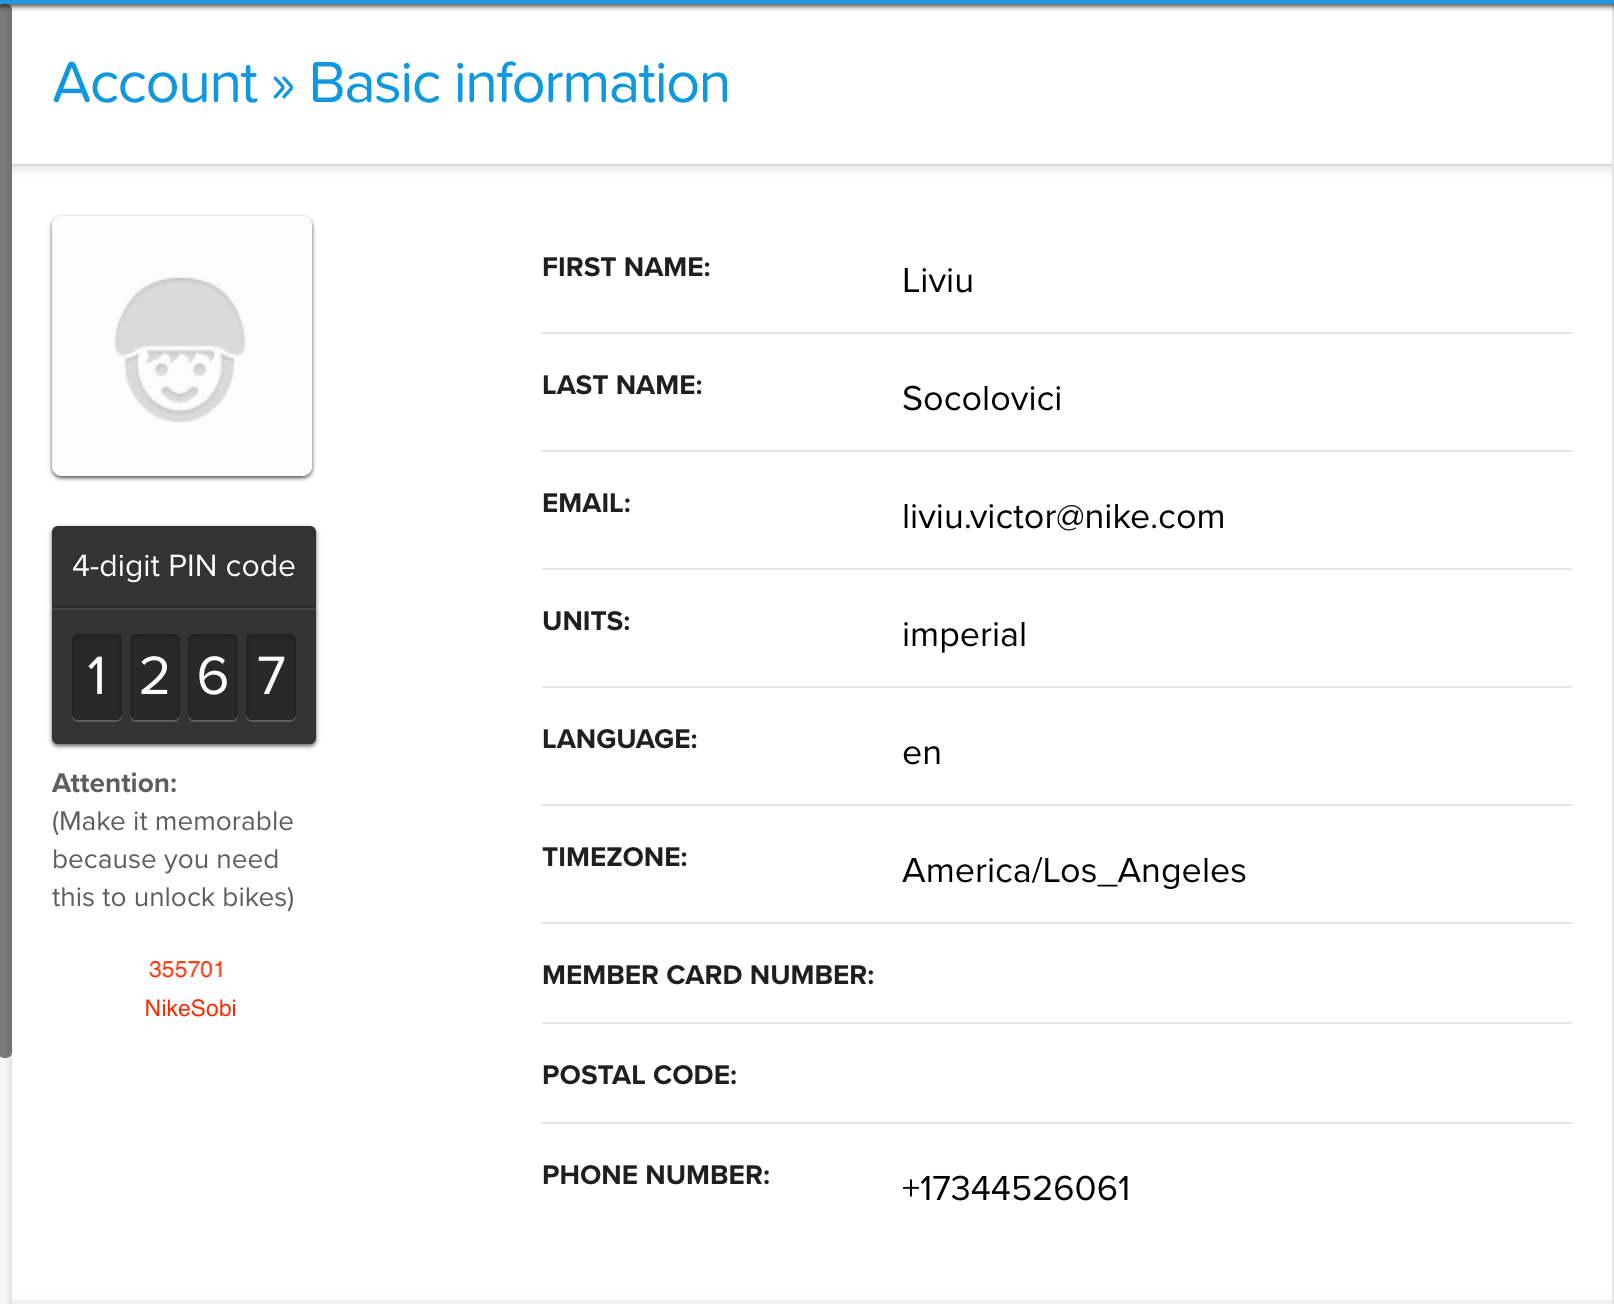 Account » Basic information
4-digit PIN code
1 2 6 7
Attention:
(Make it memorable
because you need
this to unlock bikes)
355701
NikeSobi
FIRST NAME: Liviu
LAST NAME: Socolovici
EMAIL: liviu.victor@nike.com
UNITS: imperial
LANGUAGE: en
TIMEZONE: America/Los_Angeles
MEMBER CARD NUMBER:
POSTAL CODE:
PHONE NUMBER: +17344526061